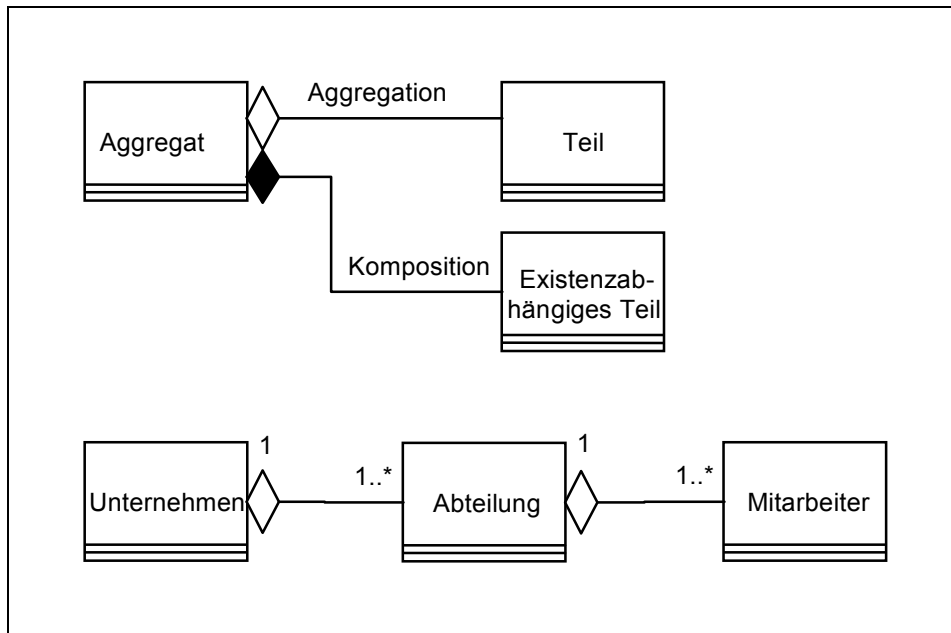 Aggregation
Aggregat
Teil
Komposition
Existenzab-
hängiges Teil
1
1
1..*
1..*
Unternehmen
Abteilung
Mitarbeiter